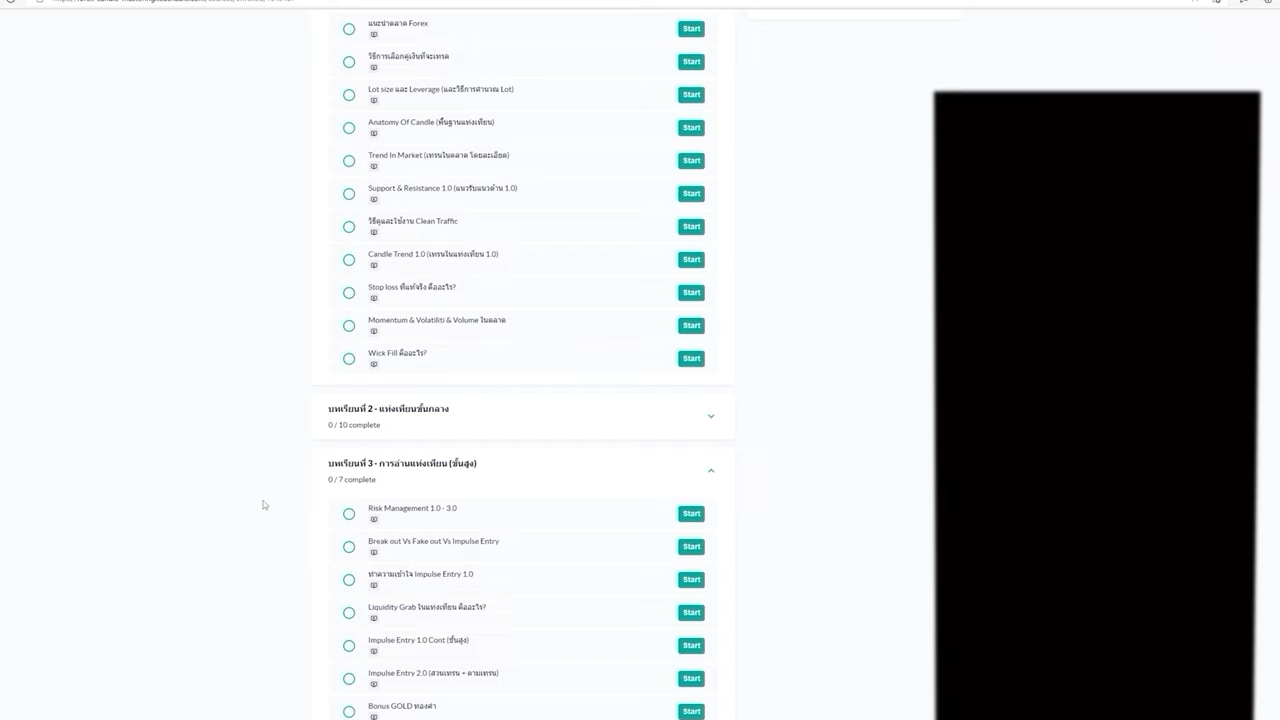 แนะนำตลาด Forex
Start
วิธีการเลือกคู่เงินที่จะเทรด
Start
Lot size และ Leverage (และวิธีการคำนวณ Lot)
Start
Anatomy Of Candle (พื้นฐานแท่งเทียน)
Start
Trend In Market (เทรนในตลาด โดยละเอียด)
Start
Support & Resistance 1.0 (แนวรับแนวต้าน 1.0)
Start
วิธีดูและใช้งาน Clean Traffic
Start
Candle Trend 1.0 (เทรนในแท่งเทียน 1.0)
Start
Stop loss ที่แท้จริง คืออะไร?
Start
Momentum & Volatiliti & Volume ในตลาด
Start
Wick Fill คืออะไร?
Start
บทเรียนที่ 2 - แท่งเทียนขั้นกลาง
0 / 10 complete
บทเรียนที่ 3 - การอ่านแท่งเทียน (ขั้นสูง)
0 / 7 complete
Risk Management 1.0 - 3.0
Start
Break out Vs Fake out Vs Impulse Entry
Start
ทำความเข้าใจ Impulse Entry 1.0
Start
Liquidity Grab ในแท่งเทียน คืออะไร?
Start
Impulse Entry 1.0 Cont (ขั้นสูง)
Start
Impulse Entry 2.0 (สวนเทรน + ตามเทรน)
Start
Bonus GOLD ทองคำ
Start